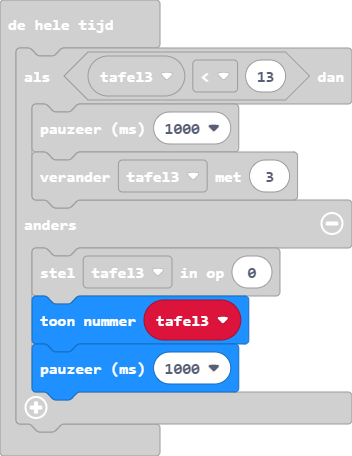 de hele tijd
als tafel3 < 13 dan
pauzeer (ms) 1000
verander tafel3 met 3
anders
stel tafel3 in op 0
toon nummer tafel3
pauzeer (ms) 1000